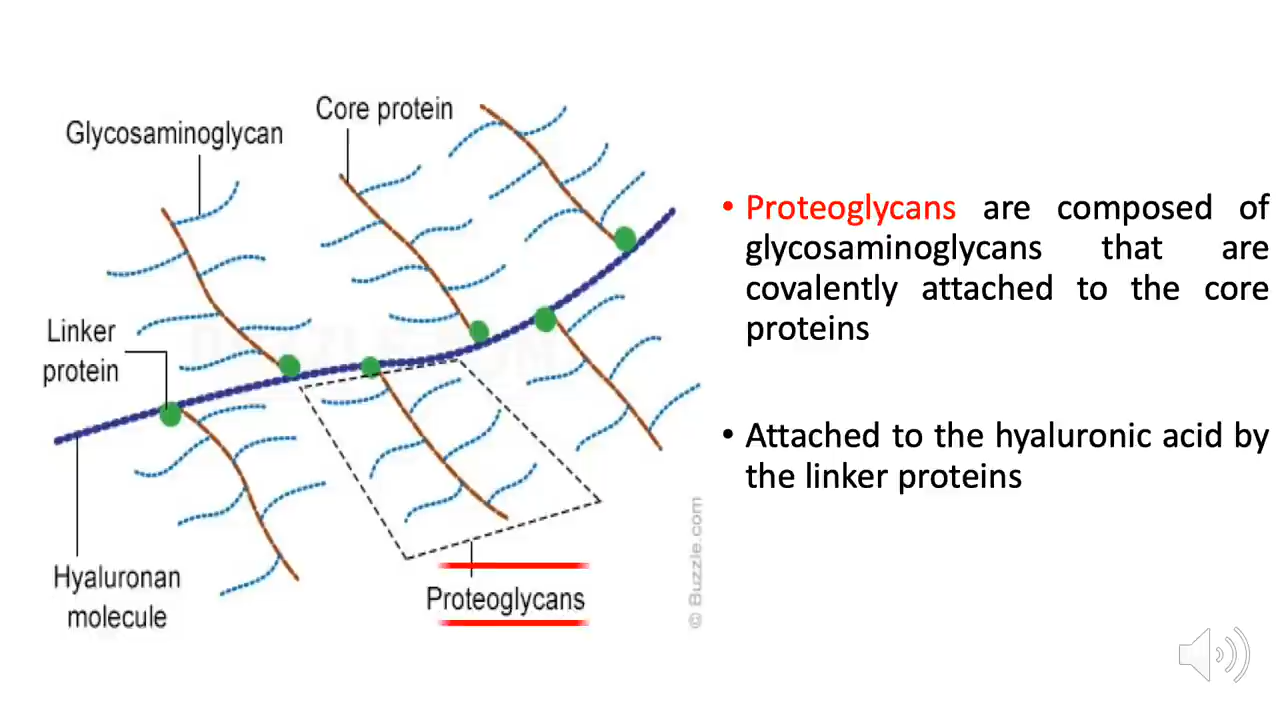 Glycosaminoglycan
Core protein
Linker
protein
Hyaluronan
molecule
Proteoglycans
© Buzzle.com
• Proteoglycans are composed of
glycosaminoglycans that are
covalently attached to the core
proteins
• Attached to the hyaluronic acid by
the linker proteins